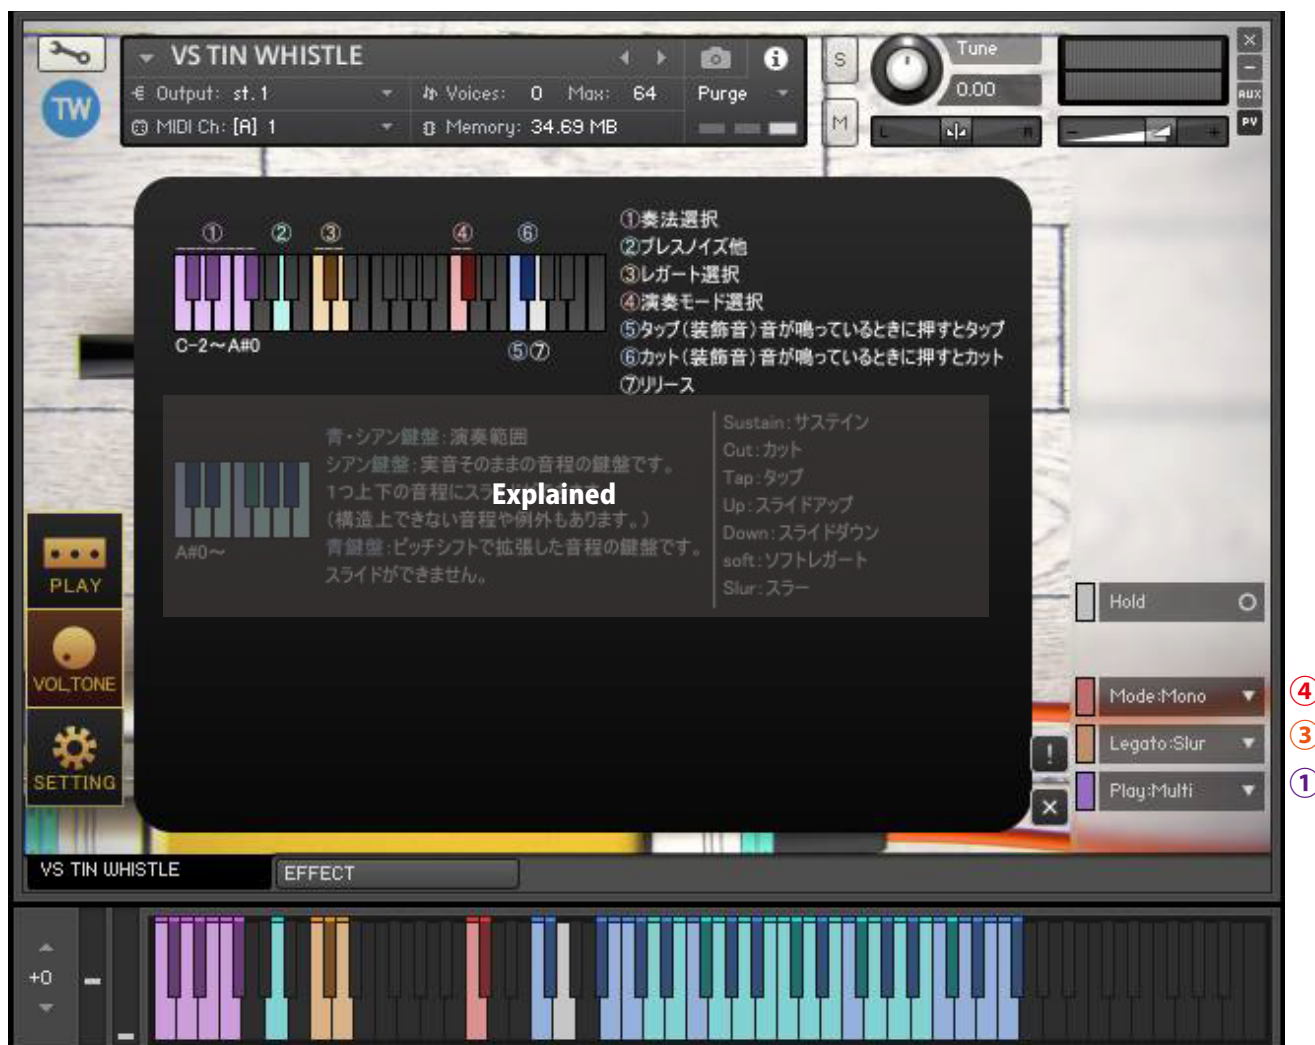 VS TIN WHISTLE
S
Tune
TW
Output: st.1
Voices: 0 Max: 64
Purge
0.00
AUX
MIDI Ch: [A] 1
Memory: 34.69 MB
M
L
R
PV
① ② ③ ④ ⑥
C-2～A#0
⑤⑦
①奏法選択
②ブレスノイズ他
③レガート選択
④演奏モード選択
⑤タップ(装飾音)音が鳴っているときに押すとタップ
⑥カット(装飾音)音が鳴っているときに押すとカット
⑦リリース
A#0～
青・シアン鍵盤:演奏範囲
シアン鍵盤:実音そのままの音程の鍵盤です。
1つ上下の音程にス
Explained
(構造上できない音程や例外もあります。)
青鍵盤:ピッチシフトで拡張した音程の鍵盤です。
スライドができません。
Sustain:サステイン
Cut:カット
Tap:タップ
Up:スライドアップ
Down:スライドダウン
soft:ソフトレガート
Slur:スラー
PLAY
VOL,TONE
SETTING
Hold
Mode:Mono
④
Legato:Slur
③
Play:Multi
①
!
×
VS TIN WHISTLE
EFFECT
+0